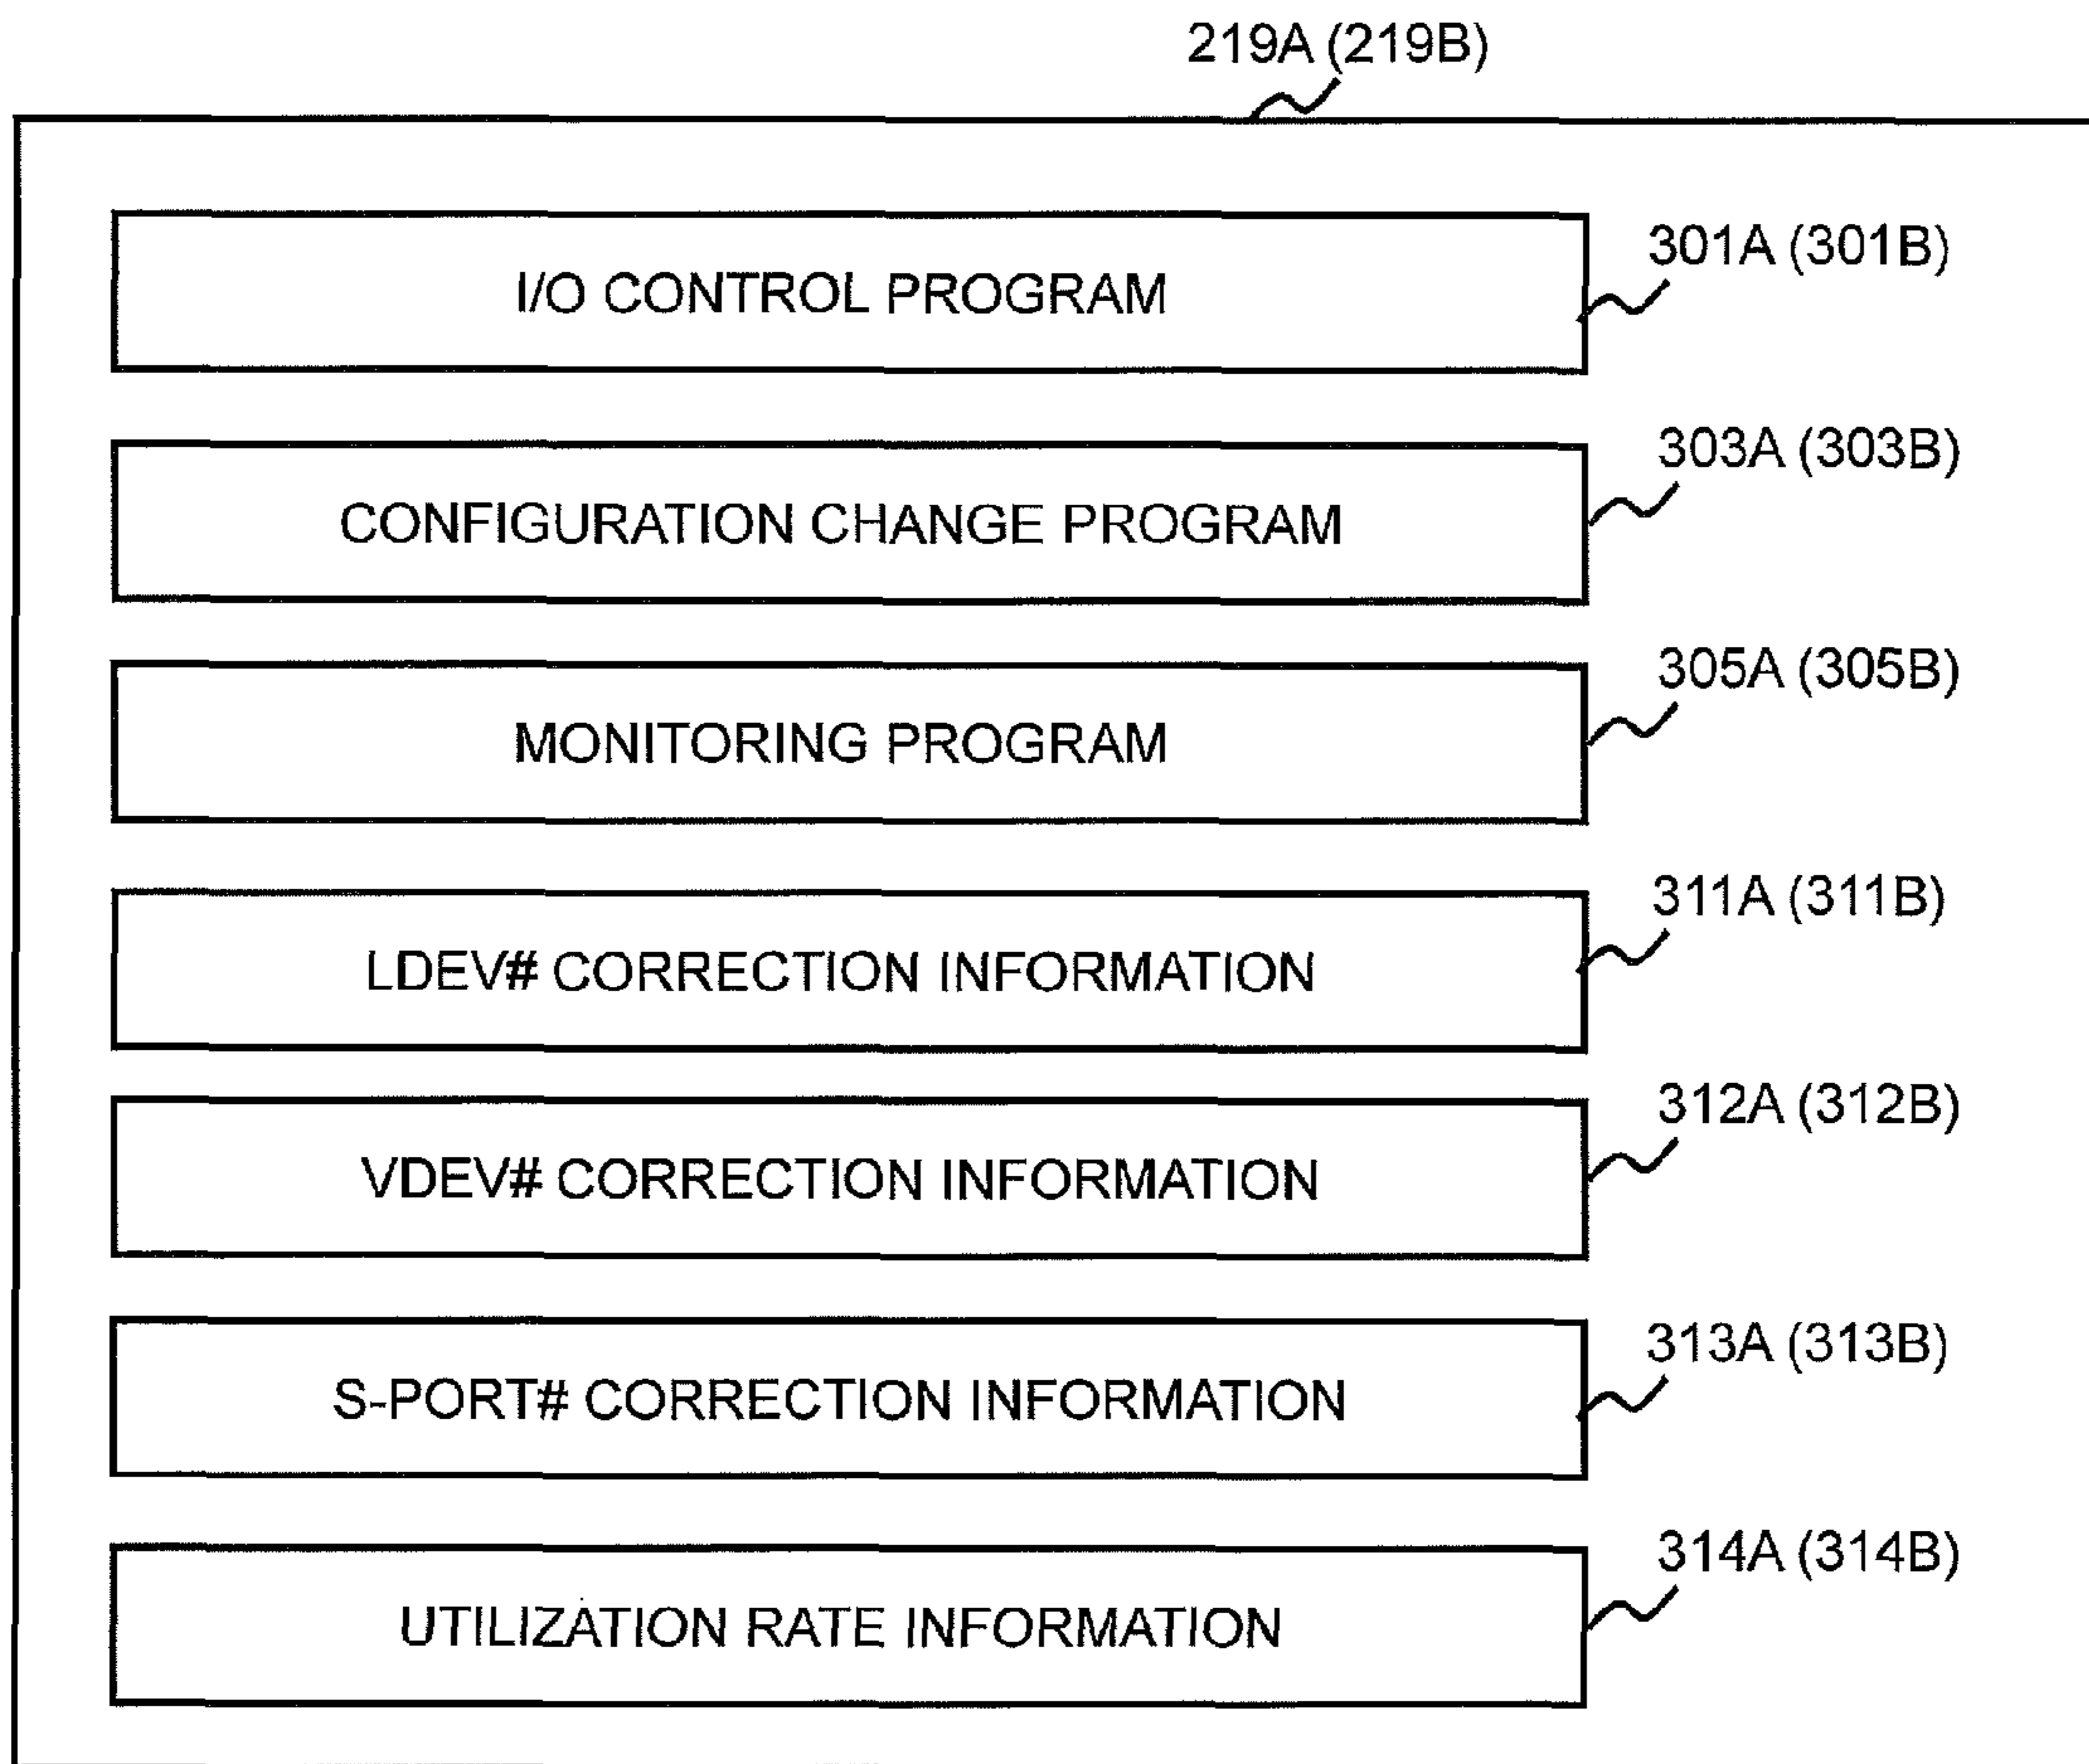 219A (219B)
I/O CONTROL PROGRAM
301A (301B)
CONFIGURATION CHANGE PROGRAM
303A (303B)
MONITORING PROGRAM
305A (305B)
LDEV# CORRECTION INFORMATION
311A (311B)
VDEV# CORRECTION INFORMATION
312A (312B)
S-PORT# CORRECTION INFORMATION
313A (313B)
UTILIZATION RATE INFORMATION
314A (314B)